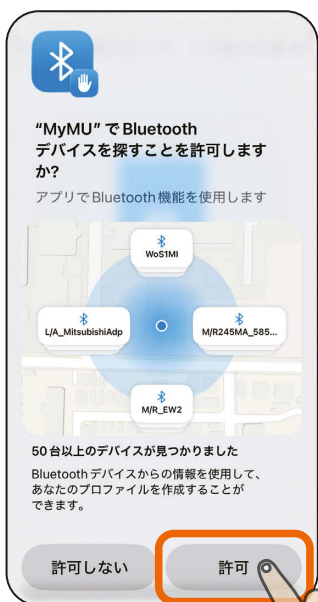 “MyMU” で Bluetooth
デバイスを探すことを許可します
か?
アプリで Bluetooth 機能を使用します
WoS1MI
L/A_MitsubishiAdp
M/R245MA_585...
M/R_EW2
50 台以上のデバイスが見つかりました
Bluetooth デバイスからの情報を使用して、
あなたのプロファイルを作成することが
できます。
許可しない
許可